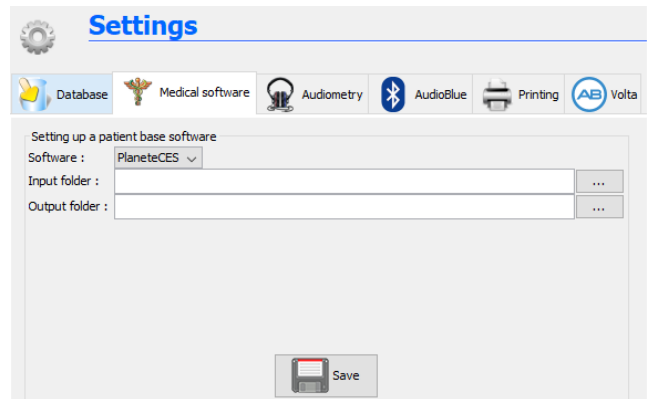 Settings
Database Medical software Audiometry AudioBlue Printing AB Volta
Setting up a patient base software
Software : PlaneteCES
Input folder : ...
Output folder : ...
Save